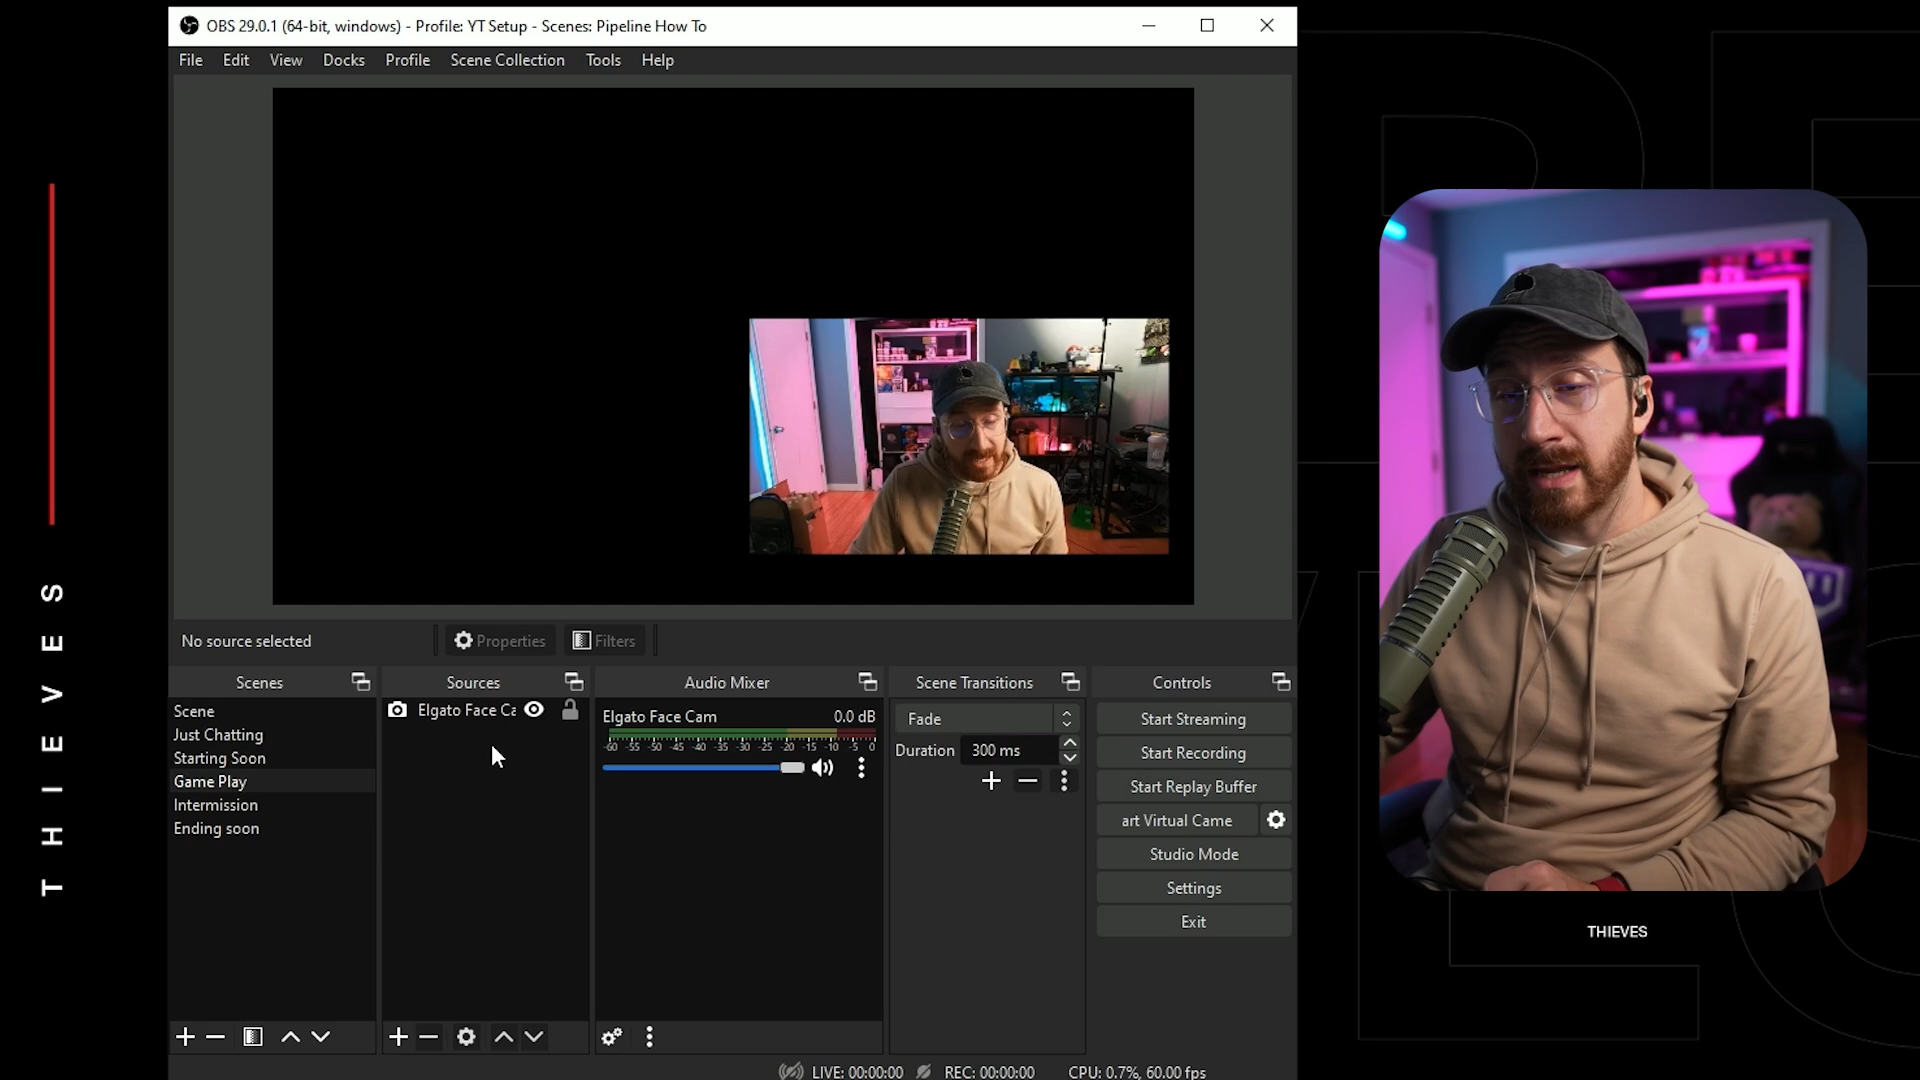 OBS 29.0.1 (64-bit, windows) - Profile: YT Setup - Scenes: Pipeline How To
File Edit View Docks Profile Scene Collection Tools Help
No source selected
Properties
Filters
Scenes
Scene
Just Chatting
Starting Soon
Game Play
Intermission
Ending soon
Sources
Elgato Face Ca
Audio Mixer
Elgato Face Cam 0.0 dB
-60 -55 -50 -45 -40 -35 -30 -25 -20 -15 -10 -5 0
Scene Transitions
Fade
Duration 300 ms
Controls
Start Streaming
Start Recording
Start Replay Buffer
art Virtual Came
Studio Mode
Settings
Exit
LIVE: 00:00:00 REC: 00:00:00 CPU: 0.7%, 60.00 fps
THIEVES
THIEVES